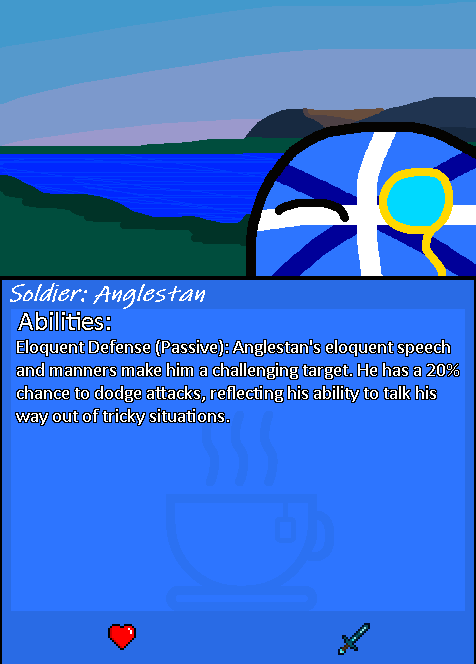 Soldier: Anglestan
Abilities:
Eloquent Defense (Passive): Anglestan's eloquent speech
and manners make him a challenging target. He has a 20%
chance to dodge attacks, reflecting his ability to talk his
way out of tricky situations.